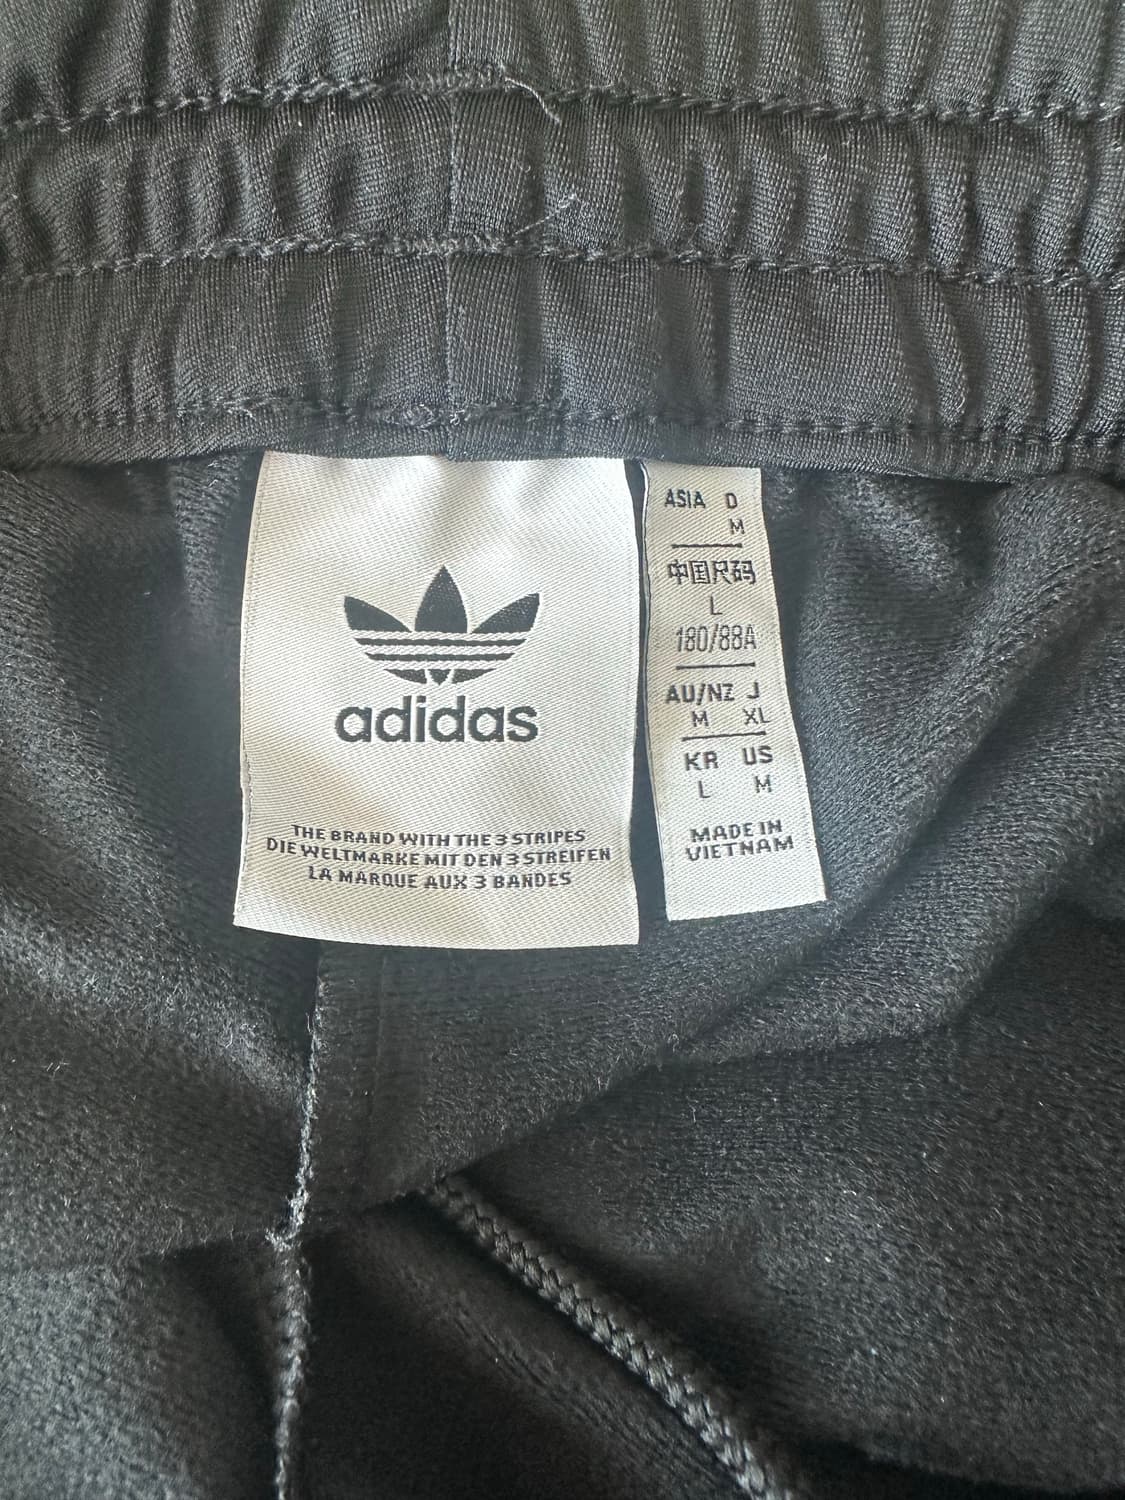 adidas
THE BRAND WITH THE 3 STRIPES
DIE WELTMARKE MIT DEN 3 STREIFEN
LA MARQUE AUX 3 BANDES
ASIA D
M
中国尺码
L
180/88A
AU/NZ J
M XL
KR US
L M
MADE IN
VIETNAM